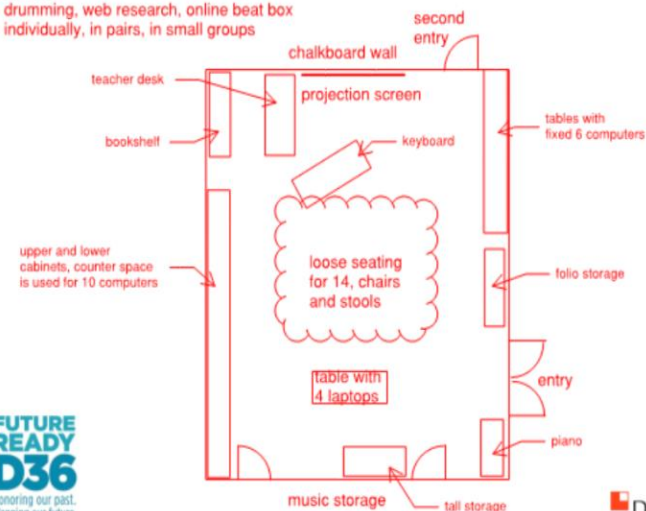 drumming, web research, online beat box
individually, in pairs, in small groups
second
entry
chalkboard wall
teacher desk
projection screen
tables with
fixed 6 computers
keyboard
bookshelf
upper and lower
cabinets, counter space
is used for 10 computers
loose seating
for 14, chairs
and stools
folio storage
table with
4 laptops
entry
piano
music storage
tall storage
FUTURE
READY
D36
onoring our past.
D